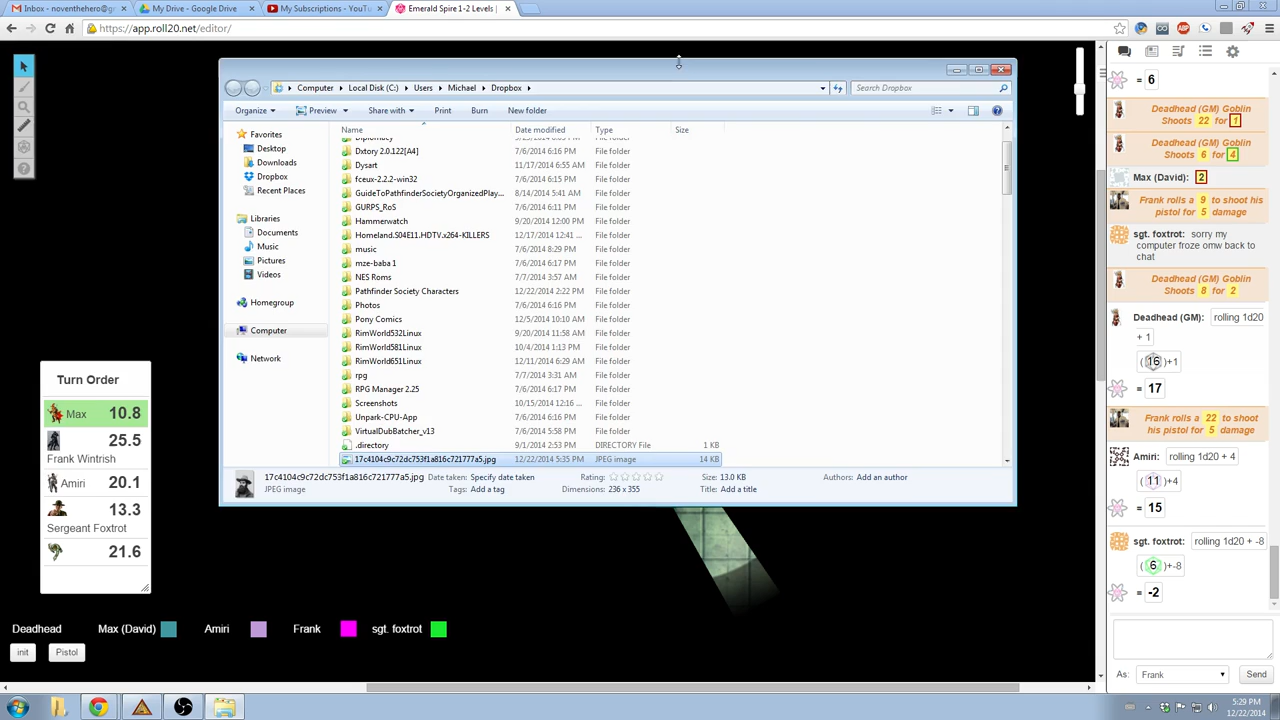 Inbox - noventhehero@gr
My Drive - Google Drive
My Subscriptions - YouTu
Emerald Spire 1-2 Levels |
https://app.roll20.net/editor/
Computer
Local Disk (C:)
Users
Michael
Dropbox
Search Dropbox
Organize
Preview
Share with
Print
Burn
New folder
Favorites
Desktop
Downloads
Dropbox
Recent Places
Libraries
Documents
Music
Pictures
Videos
Homegroup
Computer
Network
Name Date modified Type Size
Diplomacy File folder
Dxtory 2.0.122[A4] 7/6/2014 6:16 PM File folder
Dysart 11/17/2014 6:55 AM File folder
fceux-2.2.2-win32 7/6/2014 6:15 PM File folder
GuideToPathfinderSocietyOrganizedPlay... 8/14/2014 5:41 AM File folder
GURPS_RoS 7/6/2014 6:11 PM File folder
Hammerwatch 9/20/2014 12:00 PM File folder
Homeland.S04E11.HDTV.x264-KILLERS 12/17/2014 12:41 ... File folder
music 7/6/2014 8:29 PM File folder
mze-baba 1 7/6/2014 6:17 PM File folder
NES Roms 7/7/2014 3:57 AM File folder
Pathfinder Society Characters 12/22/2014 2:22 PM File folder
Photos 7/6/2014 6:16 PM File folder
Pony Comics 12/5/2014 10:10 AM File folder
RimWorld532Linux 9/20/2014 11:58 AM File folder
RimWorld581Linux 10/4/2014 1:13 PM File folder
RimWorld651Linux 12/11/2014 6:29 AM File folder
rpg 7/7/2014 3:31 AM File folder
RPG Manager 2.25 7/6/2014 6:17 PM File folder
Screenshots 10/15/2014 12:16 ... File folder
Unpark-CPU-App 7/6/2014 6:16 PM File folder
VirtualDubBatcher_v13 7/6/2014 5:58 PM File folder
.directory 9/1/2014 2:53 PM DIRECTORY File 1 KB
17c4104c9c72dc753f1a816c721777a5.jpg 12/22/2014 5:35 PM JPEG image 14 KB
17c4104c9c72dc753f1a816c721777a5.jpg Date taken: Specify date taken Rating: Size: 13.0 KB Authors: Add an author
JPEG image Tags: Add a tag Dimensions: 236 x 355 Title: Add a title
Turn Order
Max 10.8
25.5
Frank Wintrish
Amiri 20.1
13.3
Sergeant Foxtrot
21.6
Deadhead
Max (David)
Amiri
Frank
sgt. foxtrot
init
Pistol
= 6
Deadhead (GM) Goblin
Shoots 22 for 1
Deadhead (GM) Goblin
Shoots 6 for 4
Max (David): 2
Frank rolls a 9 to shoot his
pistol for 5 damage
sgt. foxtrot: sorry my
computer froze omw back to
chat
Deadhead (GM) Goblin
Shoots 8 for 2
Deadhead (GM): rolling 1d20
+ 1
(16)+1
= 17
Frank rolls a 22 to shoot
his pistol for 5 damage
Amiri: rolling 1d20 + 4
(11)+4
= 15
sgt. foxtrot: rolling 1d20 + -8
(6)+-8
= -2
As: Frank
Send
5:29 PM
12/22/2014